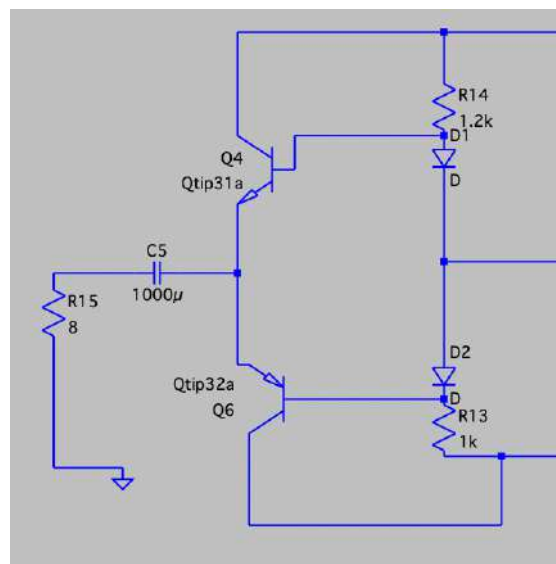 R14
1.2k
D1
Q4
D
Qtip31a
C5
1000µ
R15
8
D2
Qtip32a
D
Q6
R13
1k